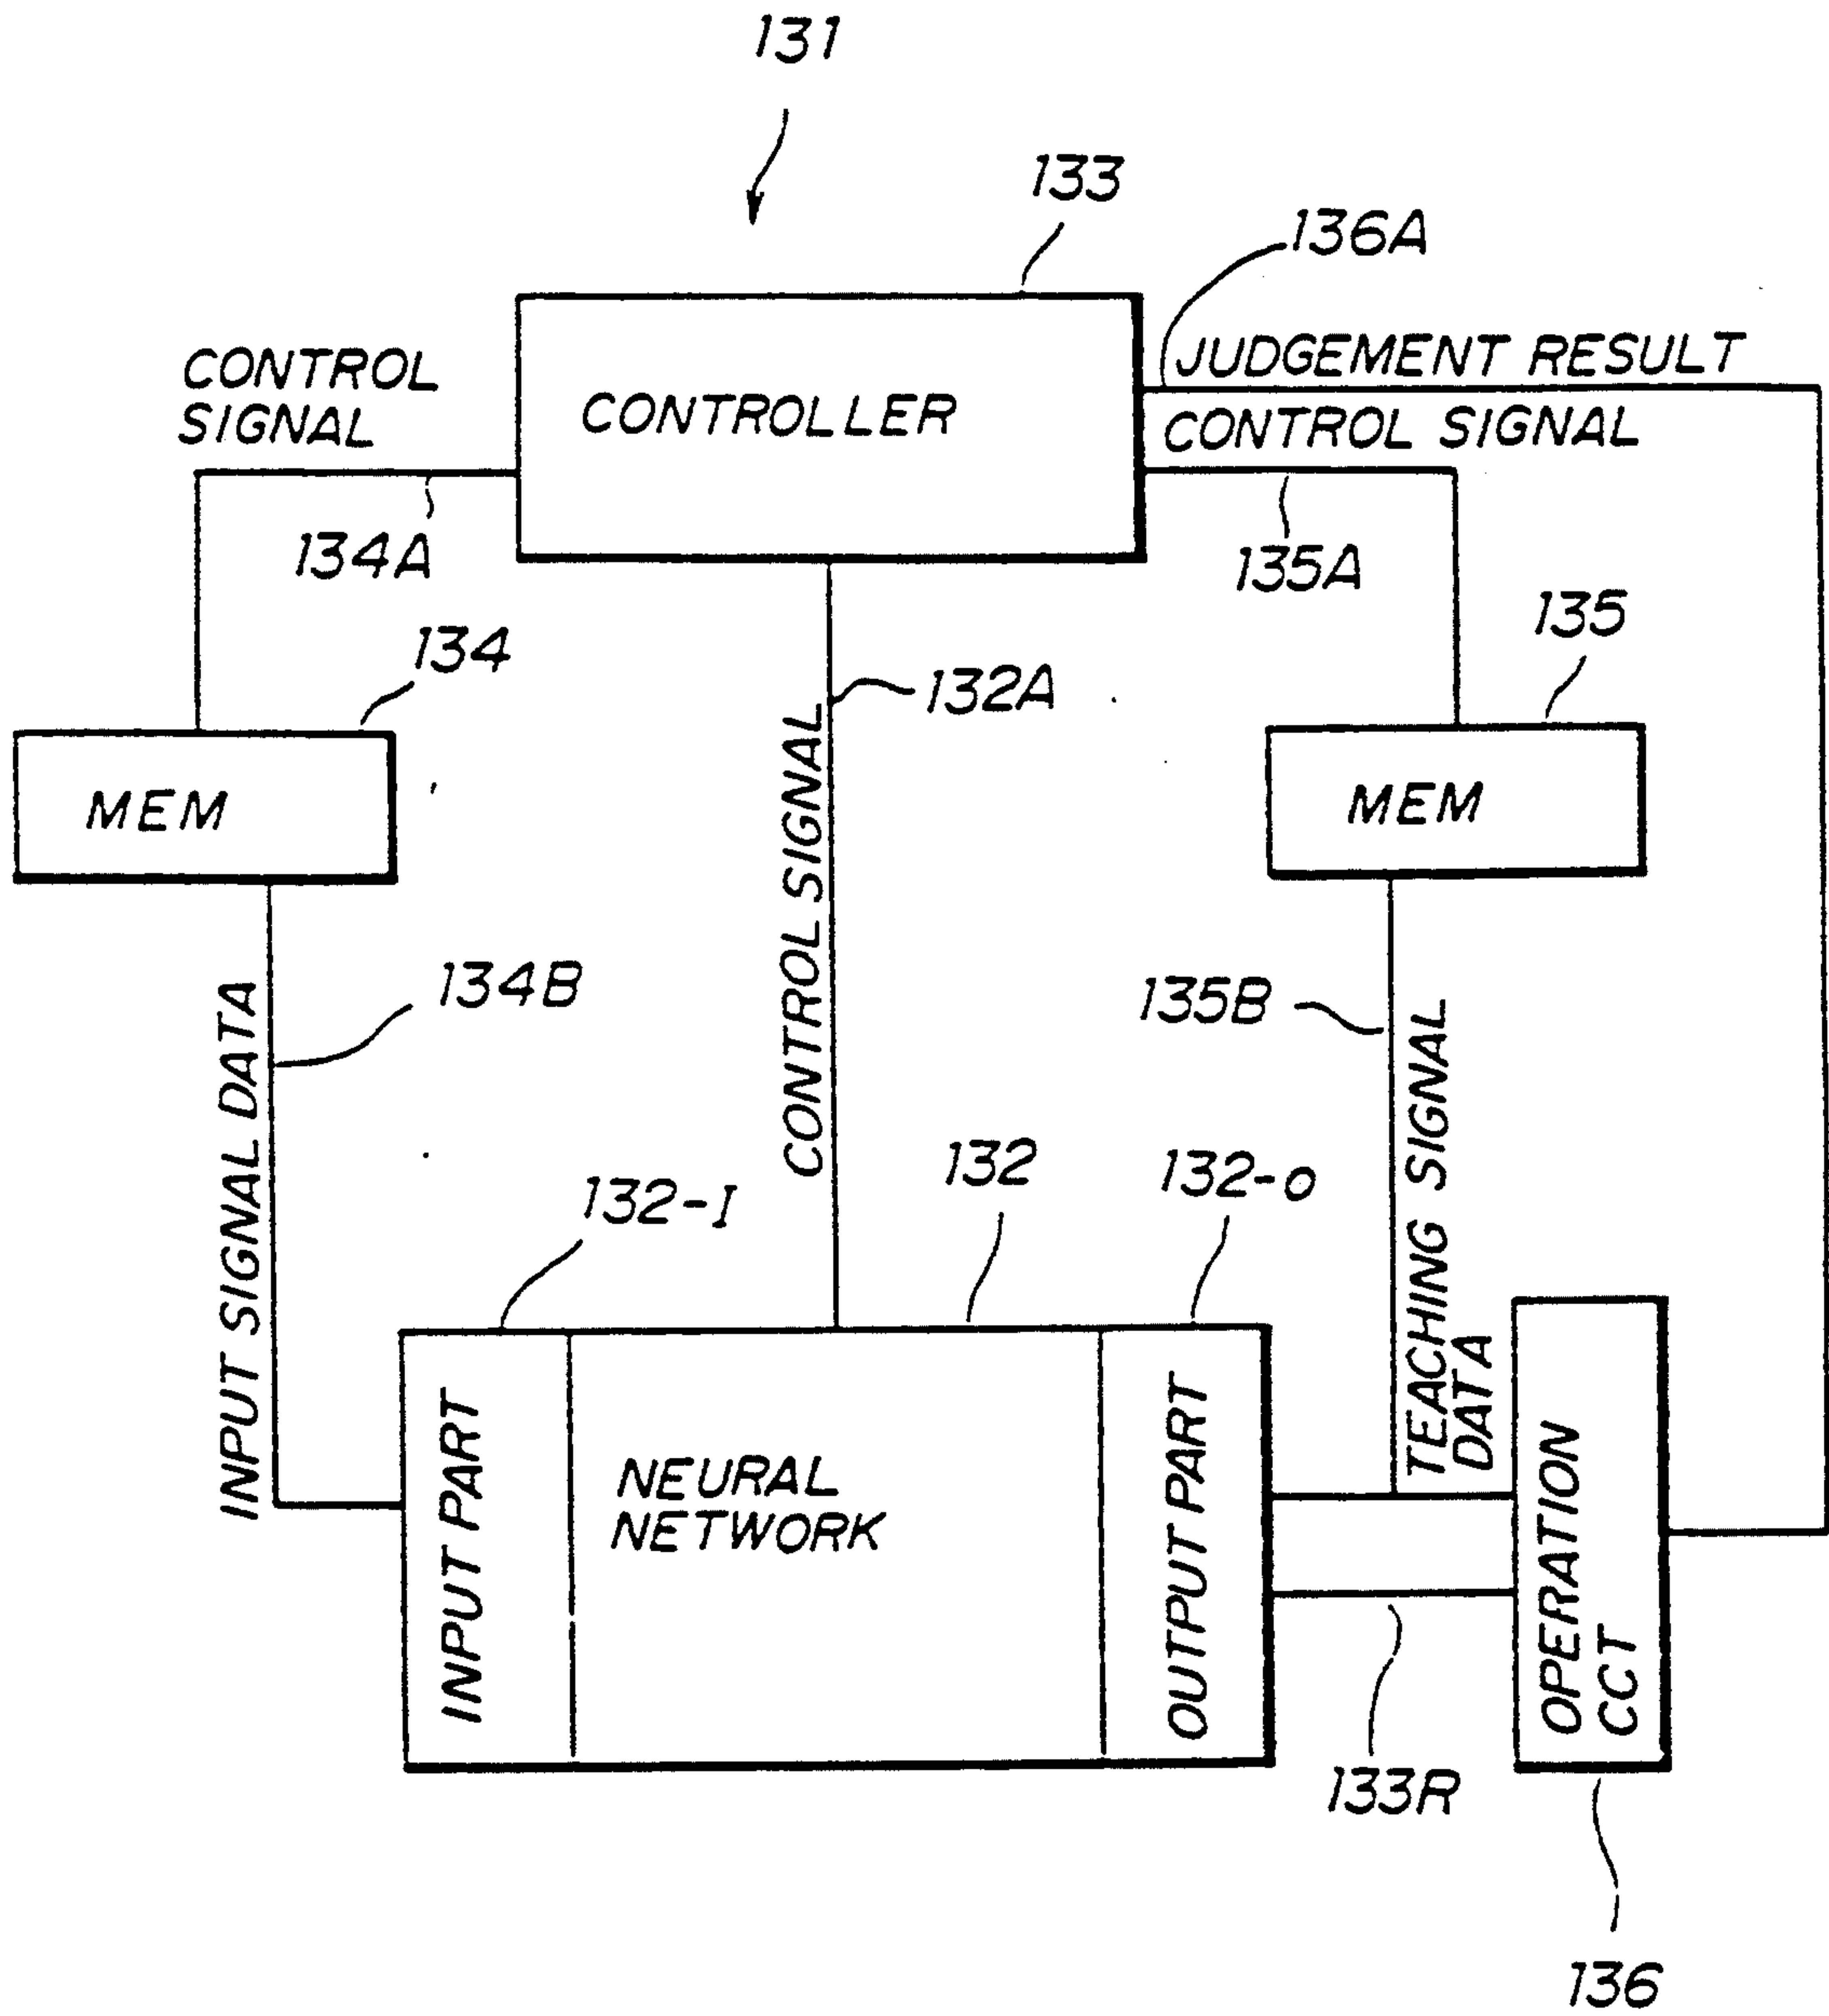 131
133
136A
JUDGEMENT RESULT
CONTROL
SIGNAL
CONTROLLER
CONTROL SIGNAL
134A
135A
134
135
132A
MEM
MEM
CONTROL SIGNAL
134B
135B
INPUT SIGNAL DATA
TEACHING SIGNAL
DATA
132-I
132
132-O
INPUT PART
NEURAL
NETWORK
OUTPUT PART
OPERATION
CCT
133R
136